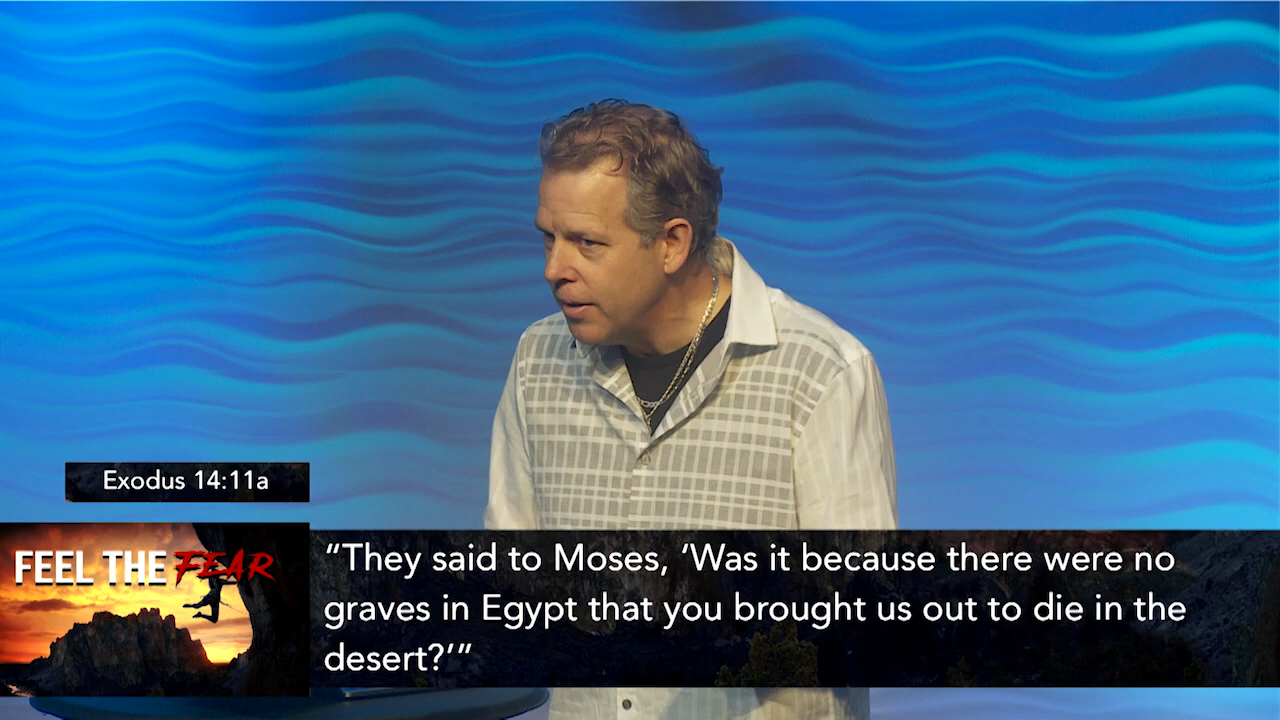 Exodus 14:11a
FEEL THE FEAR
“They said to Moses, ‘Was it because there were no
graves in Egypt that you brought us out to die in the
desert?’”